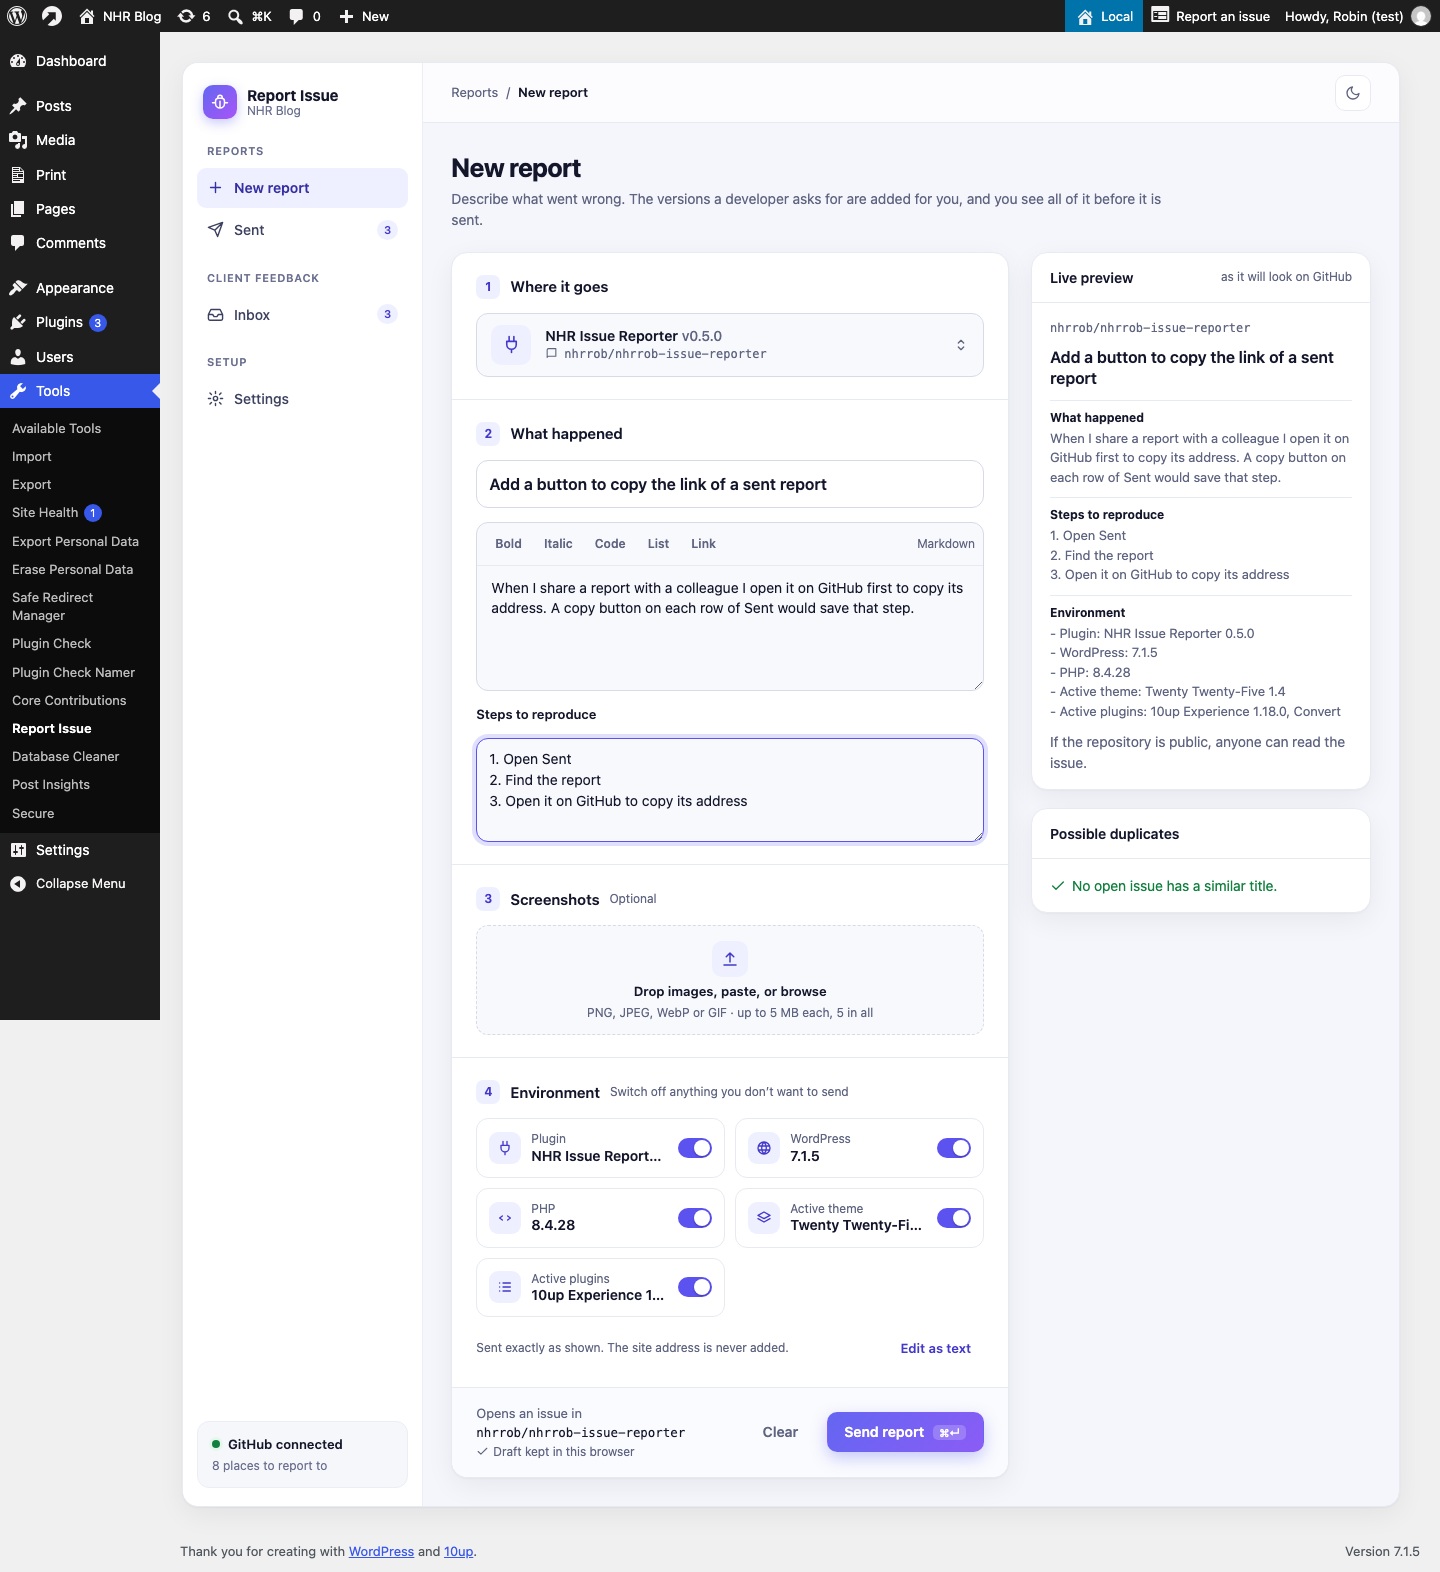 NHR Blog
6
⌘K
0
New
Local
Report an issue
Howdy, Robin (test)
Dashboard
Posts
Media
Print
Pages
Comments
Appearance
Plugins 3
Users
Tools
Available Tools
Import
Export
Site Health 1
Export Personal Data
Erase Personal Data
Safe Redirect
Manager
Plugin Check
Plugin Check Namer
Core Contributions
Report Issue
Database Cleaner
Post Insights
Secure
Settings
Collapse Menu
Report Issue
NHR Blog
REPORTS
New report
Sent 3
CLIENT FEEDBACK
Inbox 3
SETUP
Settings
GitHub connected
8 places to report to
Reports / New report
New report
Describe what went wrong. The versions a developer asks for are added for you, and you see all of it before it is
sent.
1 Where it goes
NHR Issue Reporter v0.5.0
nhrrob/nhrrob-issue-reporter
2 What happened
Add a button to copy the link of a sent report
Bold Italic Code List Link Markdown
When I share a report with a colleague I open it on GitHub first to copy its
address. A copy button on each row of Sent would save that step.
Steps to reproduce
1. Open Sent
2. Find the report
3. Open it on GitHub to copy its address
3 Screenshots Optional
Drop images, paste, or browse
PNG, JPEG, WebP or GIF · up to 5 MB each, 5 in all
4 Environment Switch off anything you don’t want to send
Plugin
NHR Issue Report...
WordPress
7.1.5
PHP
8.4.28
Active theme
Twenty Twenty-Fi...
Active plugins
10up Experience 1...
Sent exactly as shown. The site address is never added.
Edit as text
Opens an issue in
nhrrob/nhrrob-issue-reporter
Draft kept in this browser
Clear
Send report ⌘↵
Live preview as it will look on GitHub
nhrrob/nhrrob-issue-reporter
Add a button to copy the link of a sent
report
What happened
When I share a report with a colleague I open it on
GitHub first to copy its address. A copy button on
each row of Sent would save that step.
Steps to reproduce
1. Open Sent
2. Find the report
3. Open it on GitHub to copy its address
Environment
- Plugin: NHR Issue Reporter 0.5.0
- WordPress: 7.1.5
- PHP: 8.4.28
- Active theme: Twenty Twenty-Five 1.4
- Active plugins: 10up Experience 1.18.0, Convert
If the repository is public, anyone can read the
issue.
Possible duplicates
No open issue has a similar title.
Thank you for creating with WordPress and 10up.
Version 7.1.5